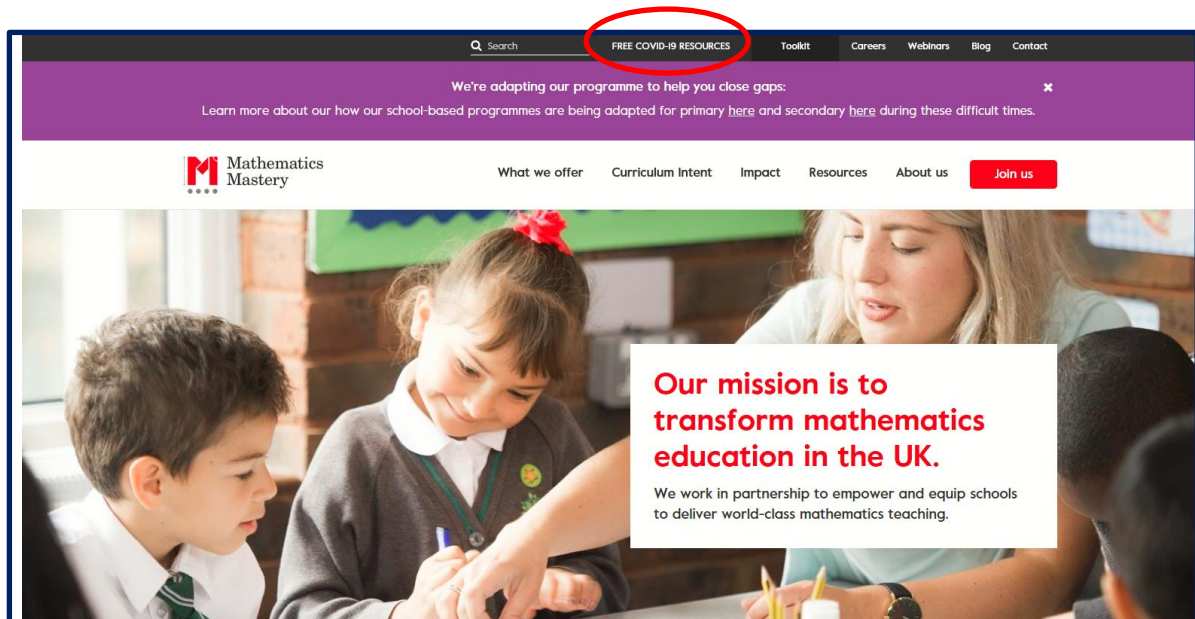 Search FREE COVID-19 RESOURCES Toolkit Careers Webinars Blog Contact
We're adapting our programme to help you close gaps:
Learn more about our how our school-based programmes are being adapted for primary here and secondary here during these difficult times.
Mathematics
Mastery
What we offer Curriculum Intent Impact Resources About us Join us
Our mission is to
transform mathematics
education in the UK.
We work in partnership to empower and equip schools
to deliver world-class mathematics teaching.